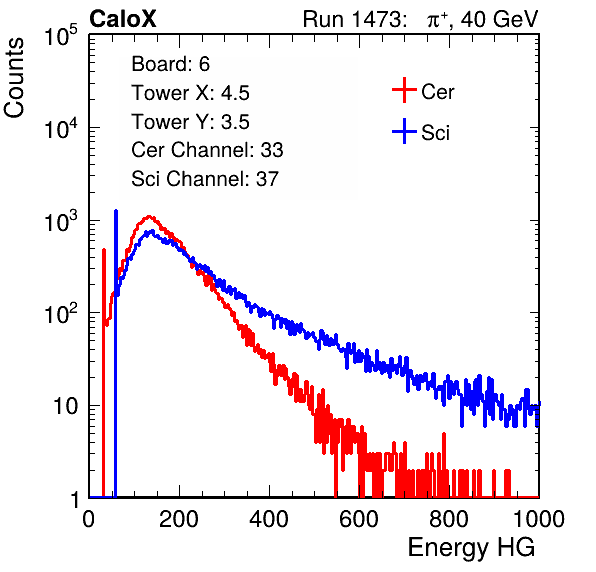 CaloX Run 1473: π⁺, 40 GeV
Counts
10⁵
10⁴
10³
10²
10
1
Board: 6
Tower X: 4.5
Tower Y: 3.5
Cer Channel: 33
Sci Channel: 37
Cer
Sci
0 200 400 600 800 1000
Energy HG